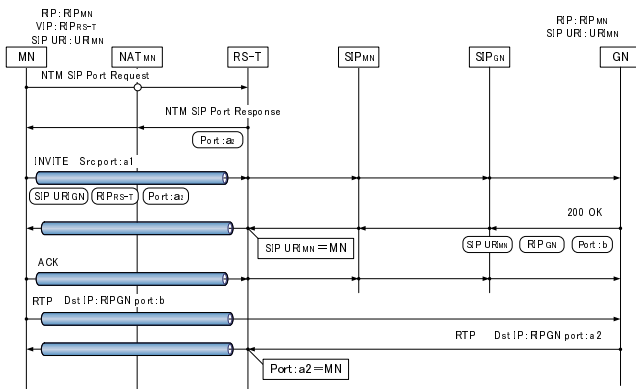 RIP:RIPMN
VIP:RIPRS-T
SIP URI:URIMN
RIP:RIPMN
SIP URI:URIMN
MN
NATMN
RS-T
SIPMN
SIPGN
GN
NTM SIP Port Request
NTM SIP Port Response
Port:a2
INVITE Src port:a1
SIP URIGN
RIPRS-T
Port:a2
200 OK
SIP URIMN=MN
SIP URIMN
RIPGN
Port:b
ACK
RTP Dst IP:RIPGN port:b
RTP Dst IP:RIPGN port:a2
Port:a2=MN